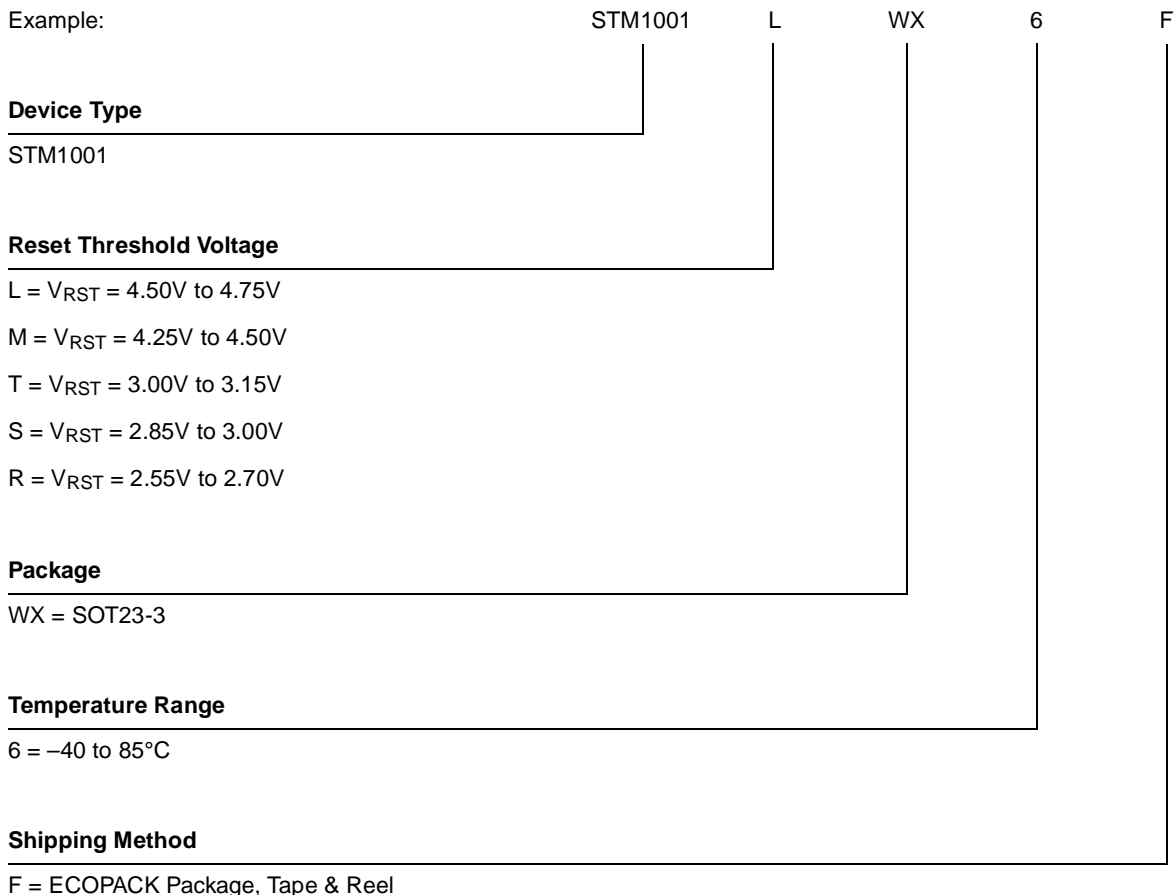 Example: STM1001 L WX 6 F
Device Type
STM1001
Reset Threshold Voltage
L = VRST = 4.50V to 4.75V
M = VRST = 4.25V to 4.50V
T = VRST = 3.00V to 3.15V
S = VRST = 2.85V to 3.00V
R = VRST = 2.55V to 2.70V
Package
WX = SOT23-3
Temperature Range
6 = –40 to 85°C
Shipping Method
F = ECOPACK Package, Tape & Reel